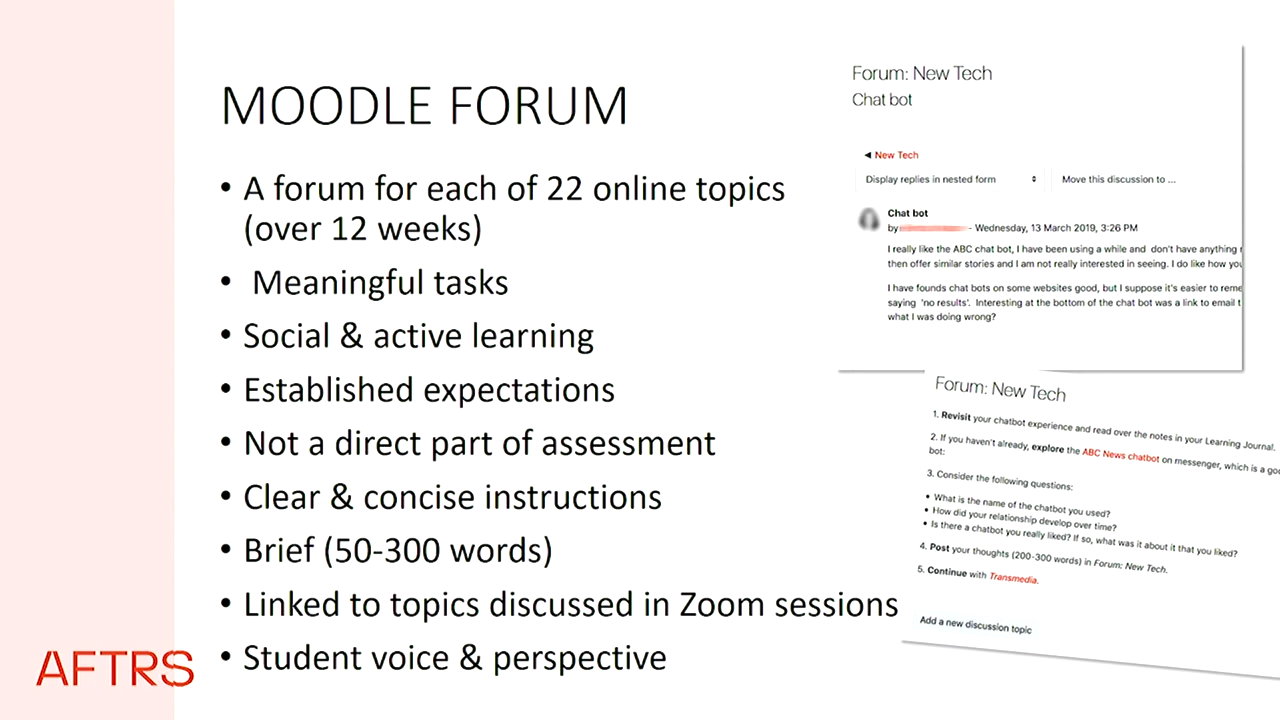 MOODLE FORUM
• A forum for each of 22 online topics
(over 12 weeks)
• Meaningful tasks
• Social & active learning
• Established expectations
• Not a direct part of assessment
• Clear & concise instructions
• Brief (50-300 words)
• Linked to topics discussed in Zoom sessions
• Student voice & perspective
AFTRS
Forum: New Tech
Chat bot
◄ New Tech
Display replies in nested form
Move this discussion to ...
Chat bot
by - Wednesday, 13 March 2019, 3:26 PM
I really like the ABC chat bot, I have been using a while and don't have anything
then offer similar stories and I am not really interested in seeing. I do like how
I have founds chat bots on some websites good, but I suppose it's easier to
saying 'no results'. Interesting at the bottom of the chat bot was a link to email
what I was doing wrong?
Forum: New Tech
1. Revisit your chatbot experience and read over the notes in your Learning Journal.
2. If you haven't already, explore the ABC News chatbot on messenger, which is a
bot:
3. Consider the following questions:
• What is the name of the chatbot you used?
• How did your relationship develop over time?
• Is there a chatbot you really liked? If so, what was it about it that you liked?
4. Post your thoughts (200-300 words) in Forum: New Tech.
5. Continue with Transmedia.
Add a new discussion topic